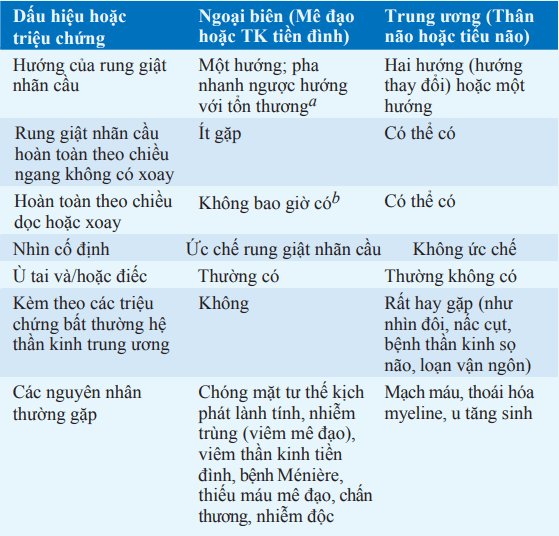 Dấu hiệu hoặc triệu chứng
Ngoại biên (Mê đạo hoặc TK tiền đình)
Trung ương (Thân não hoặc tiểu não)
Hướng của rung giật nhãn cầu
Một hướng; pha nhanh ngược hướng với tổn thươngᵃ
Hai hướng (hướng thay đổi) hoặc một hướng
Rung giật nhãn cầu hoàn toàn theo chiều ngang không có xoay
Ít gặp
Có thể có
Hoàn toàn theo chiều dọc hoặc xoay
Không bao giờ cóᵇ
Có thể có
Nhìn cố định
Ức chế rung giật nhãn cầu
Không ức chế
Ù tai và/hoặc điếc
Thường có
Thường không có
Kèm theo các triệu chứng bất thường hệ thần kinh trung ương
Không
Rất hay gặp (như nhìn đôi, nấc cụt, bệnh thần kinh sọ não, loạn vận ngôn)
Các nguyên nhân thường gặp
Chóng mặt tư thế kịch phát lành tính, nhiễm trùng (viêm mê đạo), viêm thần kinh tiền đình, bệnh Ménière, thiếu máu mê đạo, chấn thương, nhiễm độc
Mạch máu, thoái hóa myeline, u tăng sinh